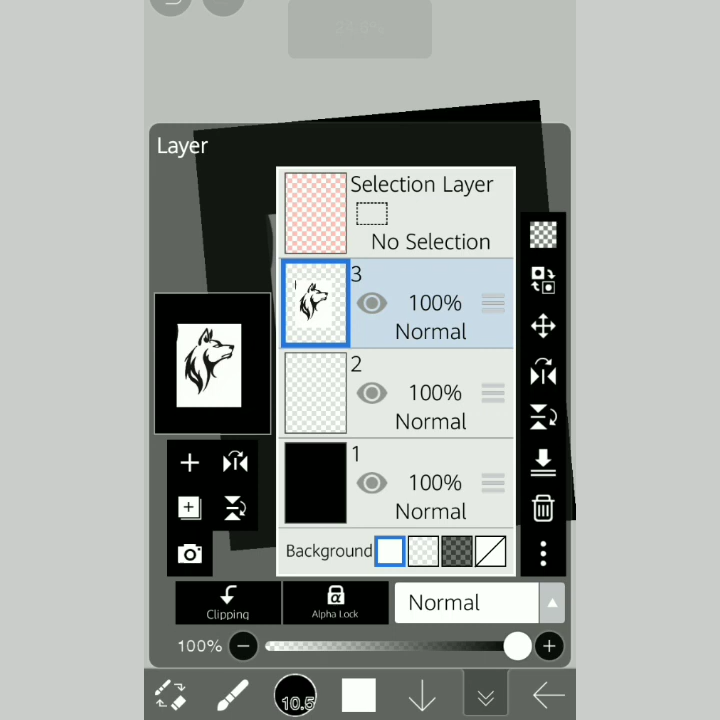 Layer
Selection Layer
No Selection
3
100%
Normal
2
100%
Normal
1
100%
Normal
Background
Clipping
α
Alpha Lock
Normal
100%
10.5